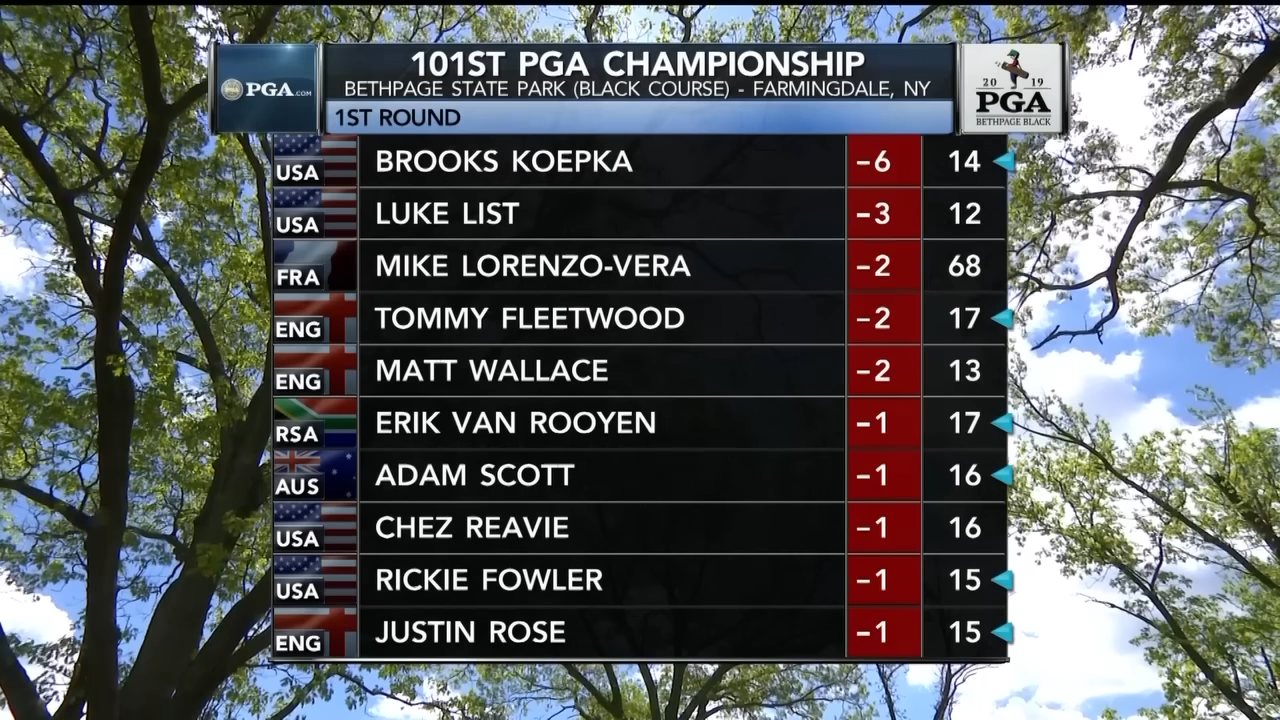 PGA.COM
101ST PGA CHAMPIONSHIP
BETHPAGE STATE PARK (BLACK COURSE) - FARMINGDALE, NY
1ST ROUND
20 19
PGA
BETHPAGE BLACK
USA BROOKS KOEPKA -6 14
USA LUKE LIST -3 12
FRA MIKE LORENZO-VERA -2 68
ENG TOMMY FLEETWOOD -2 17
ENG MATT WALLACE -2 13
RSA ERIK VAN ROOYEN -1 17
AUS ADAM SCOTT -1 16
USA CHEZ REAVIE -1 16
USA RICKIE FOWLER -1 15
ENG JUSTIN ROSE -1 15